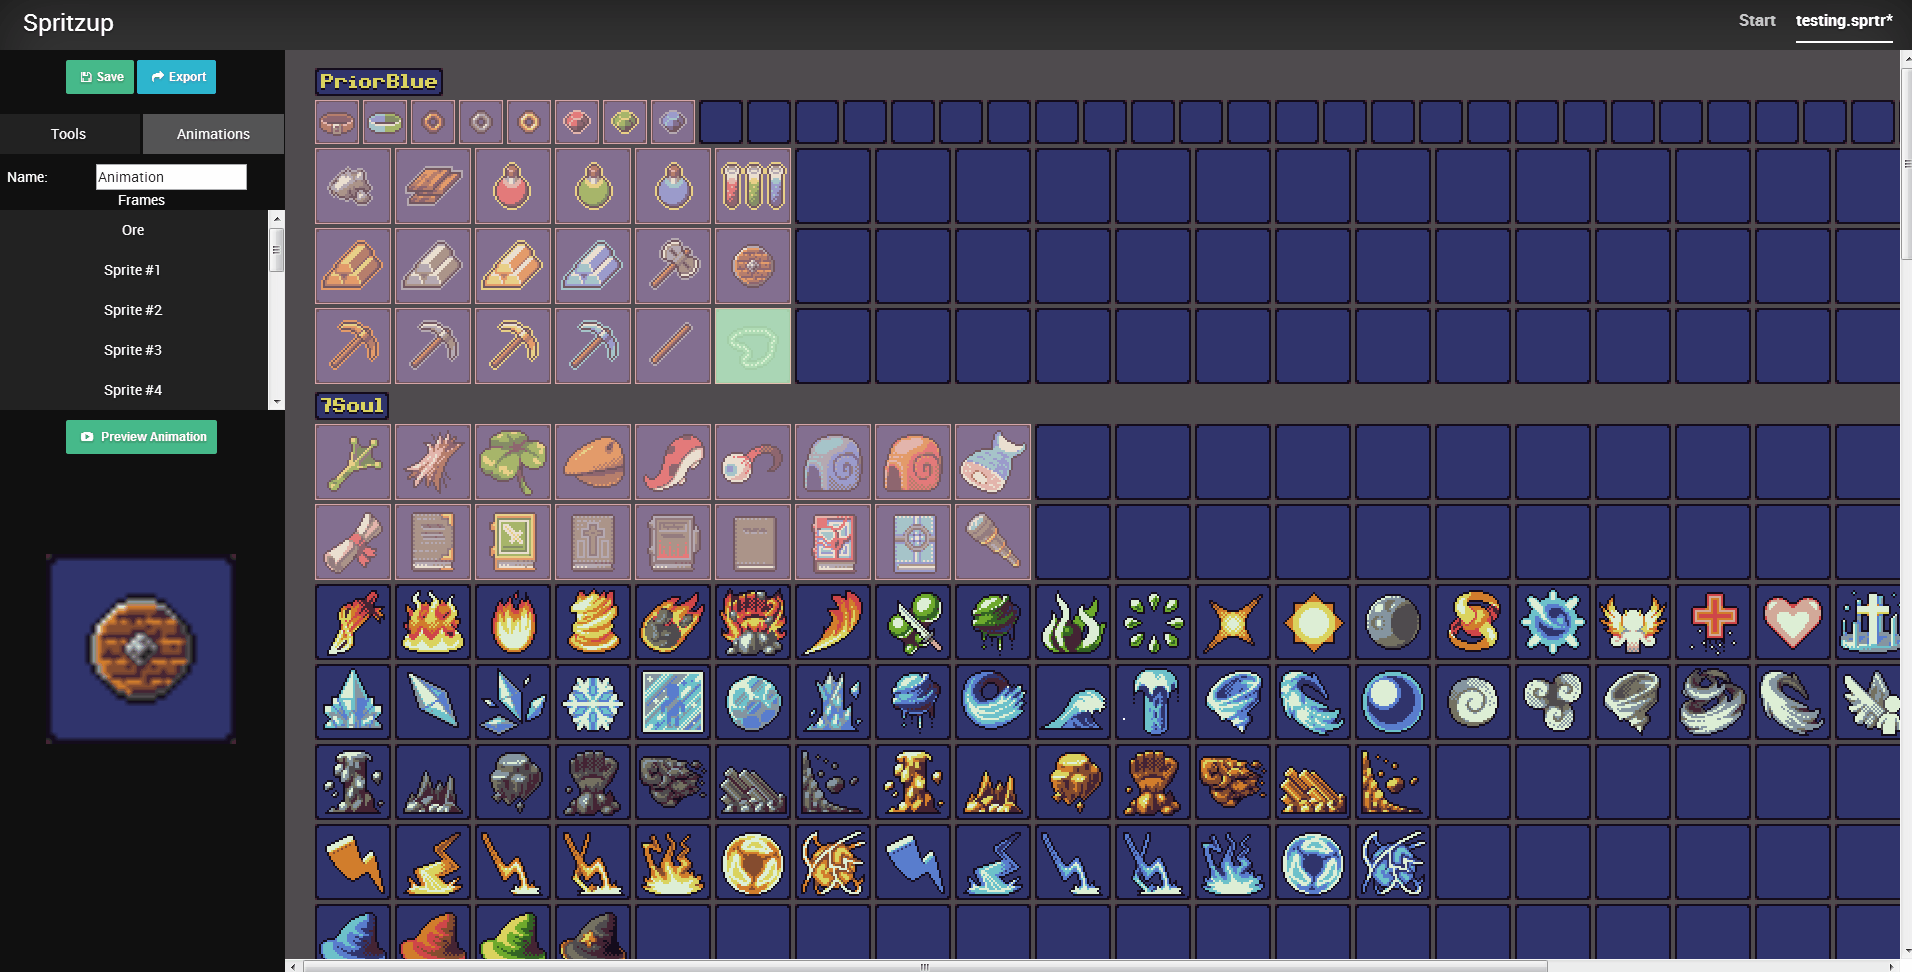 Spritzup
Start
testing.sprtr*
Save
Export
Tools
Animations
Name:
Animation
Frames
Ore
Sprite #1
Sprite #2
Sprite #3
Sprite #4
Preview Animation
PriorBlue
7Soul